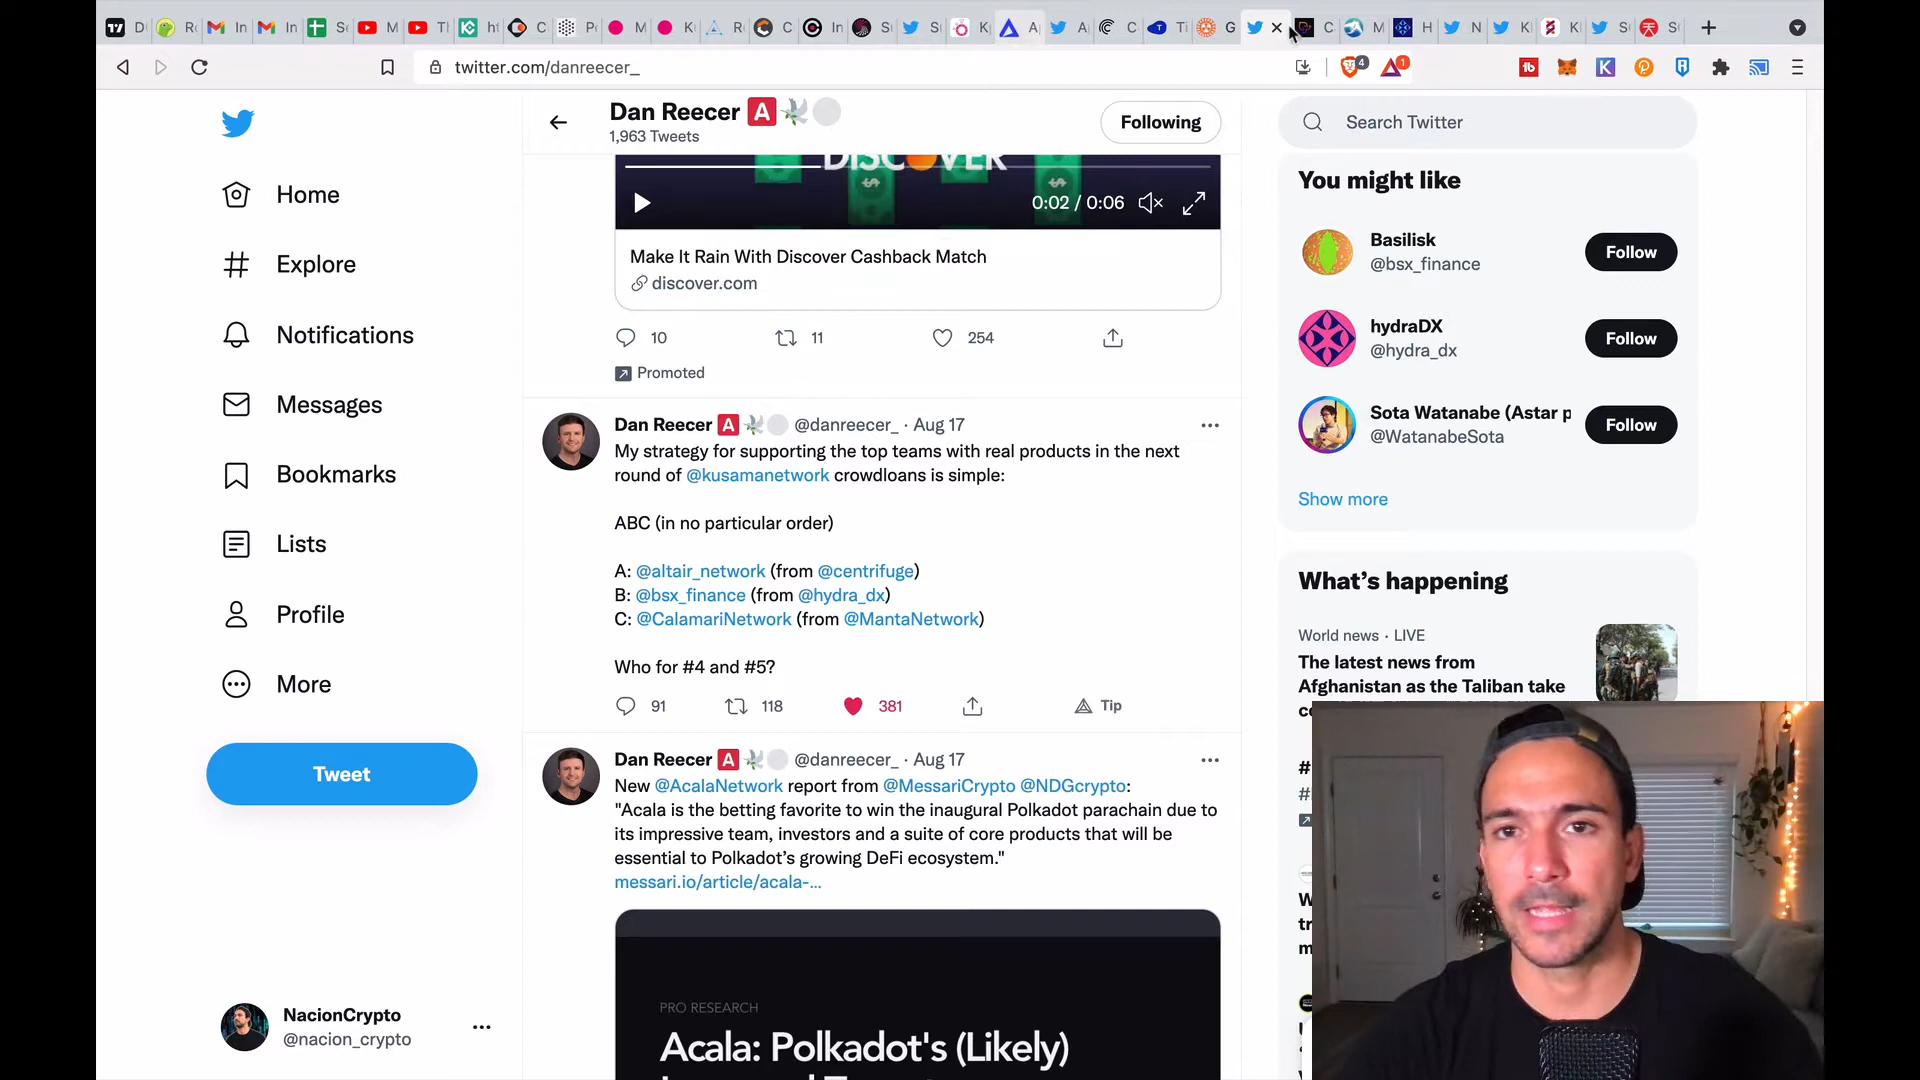 twitter.com/danreecer_
4
1
Home
Explore
Notifications
Messages
Bookmarks
Lists
Profile
More
Tweet
NacionCrypto
@nacion_crypto
Dan Reecer A
1,963 Tweets
Following
DISCOVER
0:02 / 0:06
Make It Rain With Discover Cashback Match
discover.com
10
11
254
Promoted
Dan Reecer A @danreecer_ · Aug 17
My strategy for supporting the top teams with real products in the next
round of @kusamanetwork crowdloans is simple:
ABC (in no particular order)
A: @altair_network (from @centrifuge)
B: @bsx_finance (from @hydra_dx)
C: @CalamariNetwork (from @MantaNetwork)
Who for #4 and #5?
91
118
381
Tip
Dan Reecer A @danreecer_ · Aug 17
New @AcalaNetwork report from @MessariCrypto @NDGcrypto:
"Acala is the betting favorite to win the inaugural Polkadot parachain due to
its impressive team, investors and a suite of core products that will be
essential to Polkadot's growing DeFi ecosystem."
messari.io/article/acala-...
PRO RESEARCH
Acala: Polkadot's (Likely)
Search Twitter
You might like
Basilisk
@bsx_finance
Follow
hydraDX
@hydra_dx
Follow
Sota Watanabe (Astar p
@WatanabeSota
Follow
Show more
What's happening
World news · LIVE
The latest news from
Afghanistan as the Taliban take